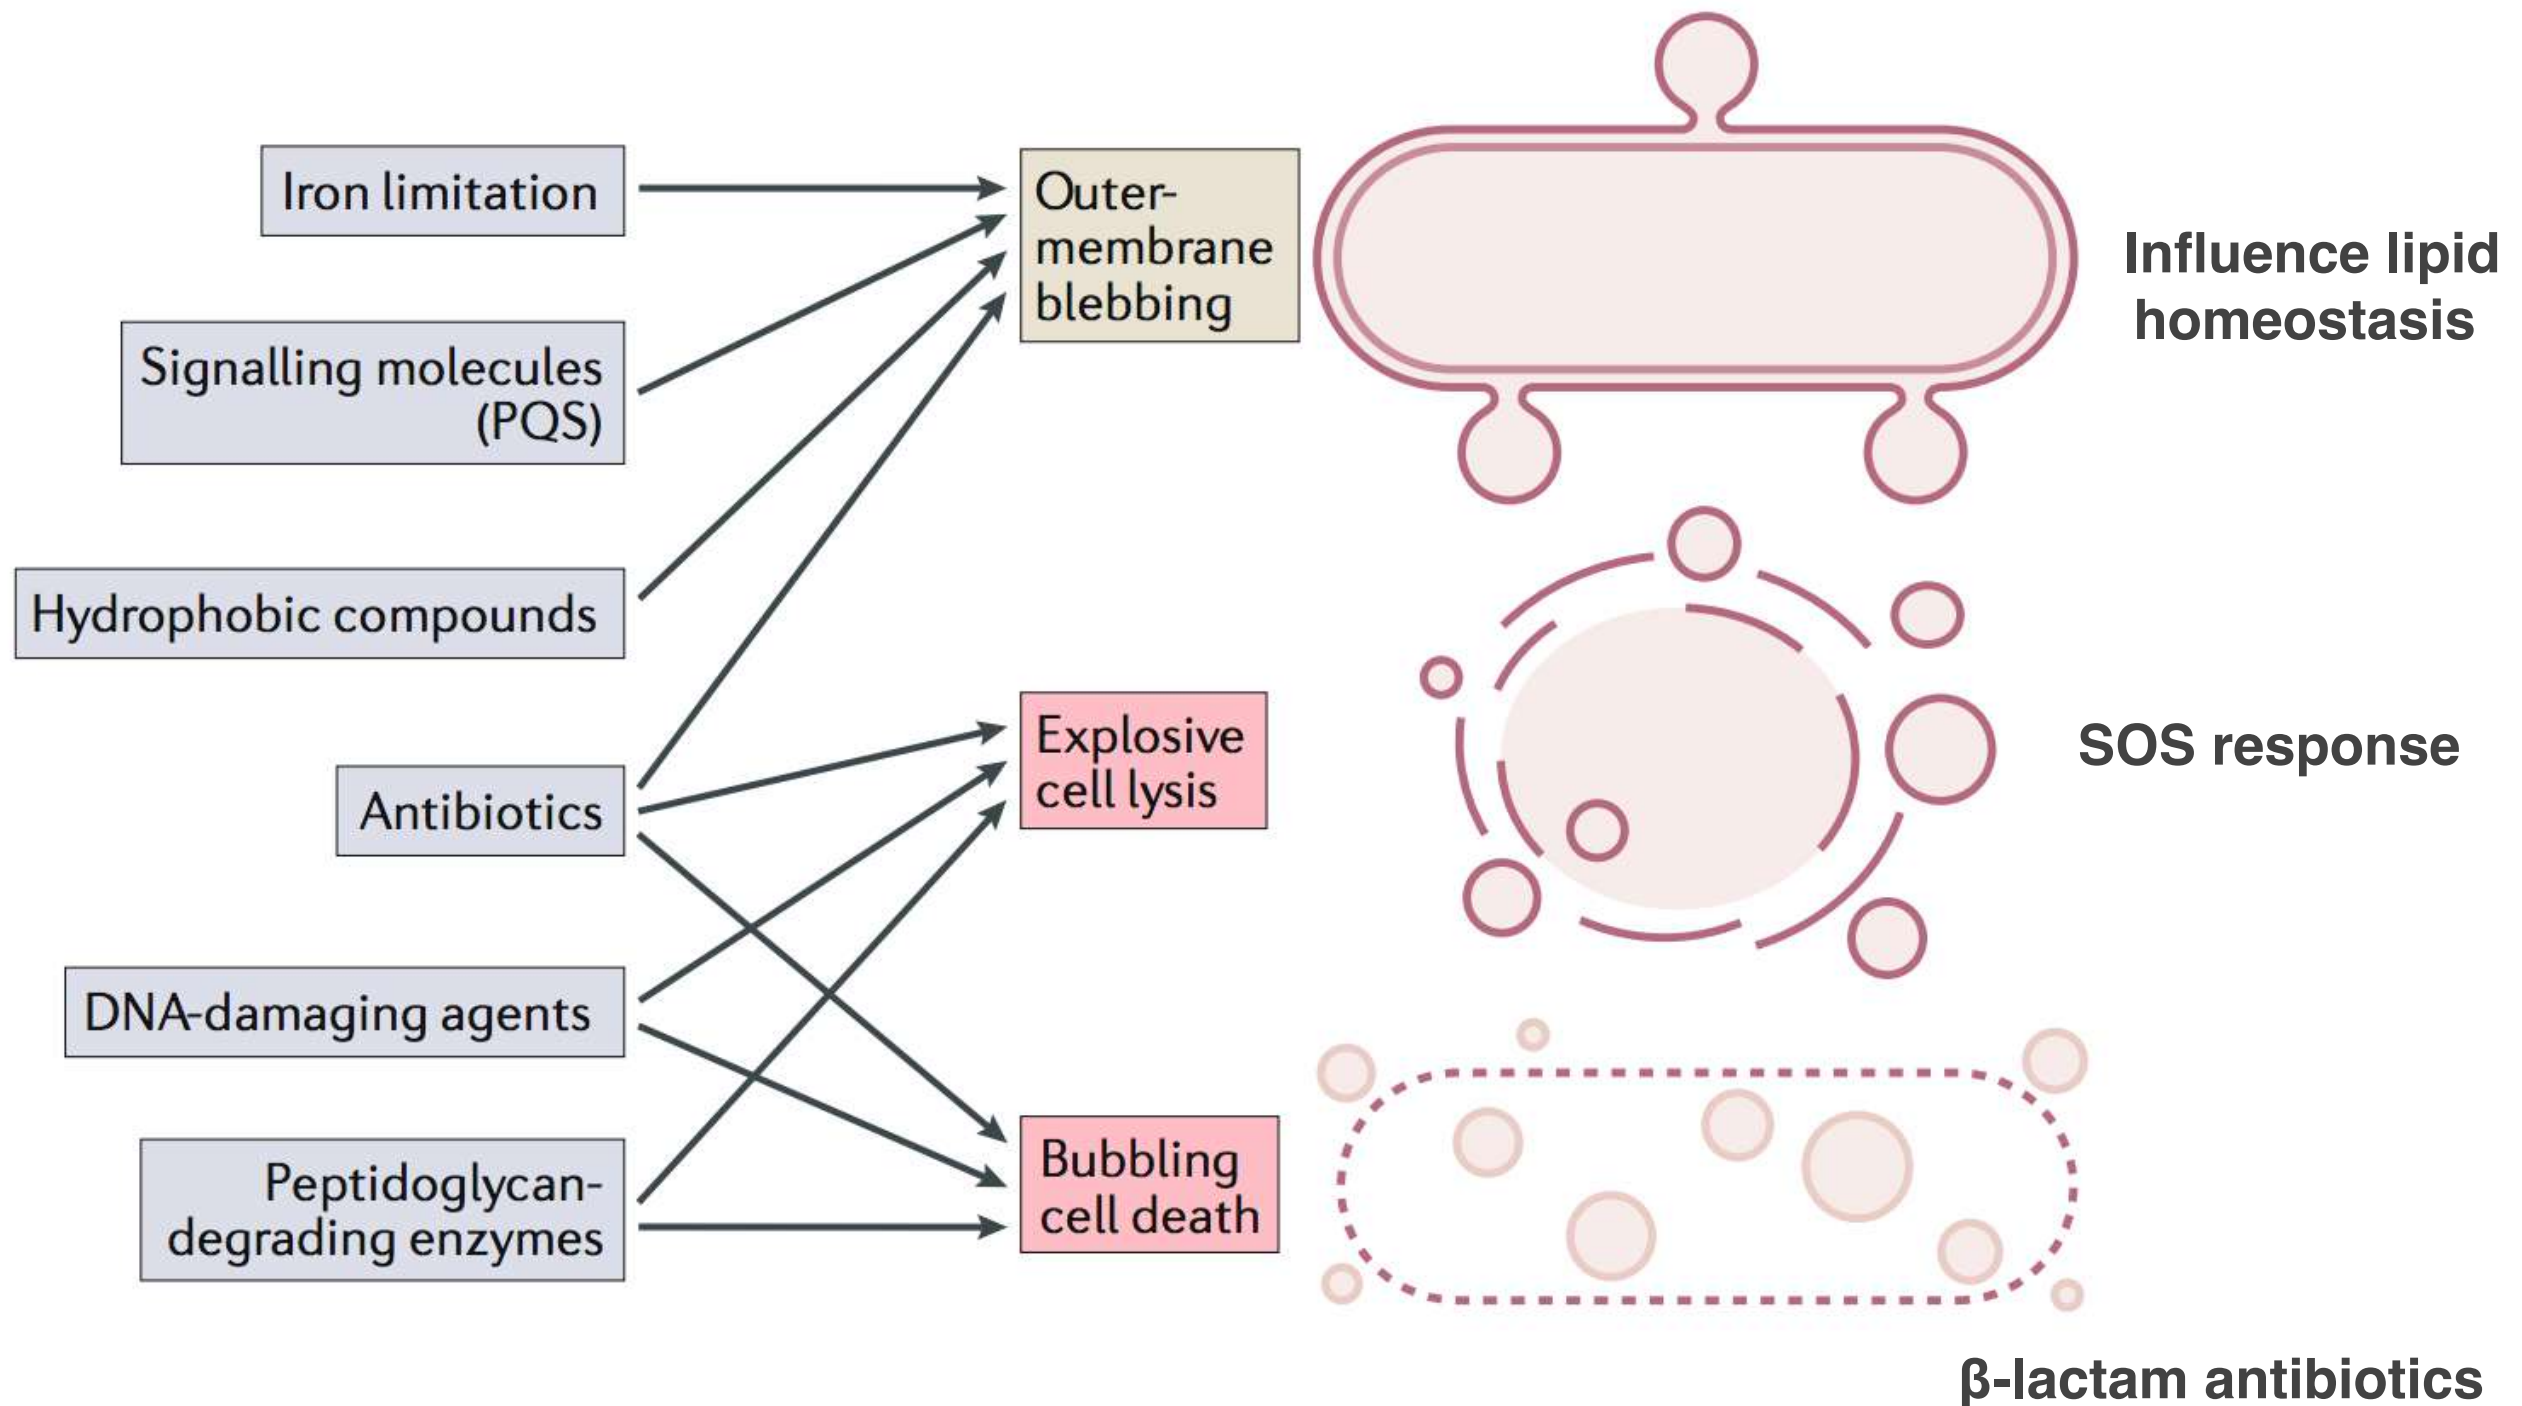 Iron limitation
Signalling molecules
(PQS)
Hydrophobic compounds
Antibiotics
DNA-damaging agents
Peptidoglycan-
degrading enzymes
Outer-
membrane
blebbing
Explosive
cell lysis
Bubbling
cell death
Influence lipid
homeostasis
SOS response
β-lactam antibiotics